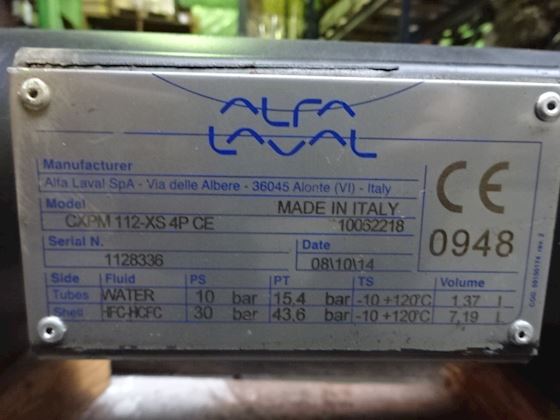 ALFA
LAVAL
Manufacturer
Alfa Laval SpA - Via delle Albere - 36045 Alonte (VI) - Italy
Model MADE IN ITALY
CXPM 112-XS 4P CE 10062218
Serial N. Date
1128336 08\10\14
Side Fluid PS PT TS Volume
Tubes WATER 10 bar 15,4 bar -10 +120°C 1,37 l
Shell HFC-HCFC 30 bar 43,6 bar -10 +120°C 7,19 L
CE
0948